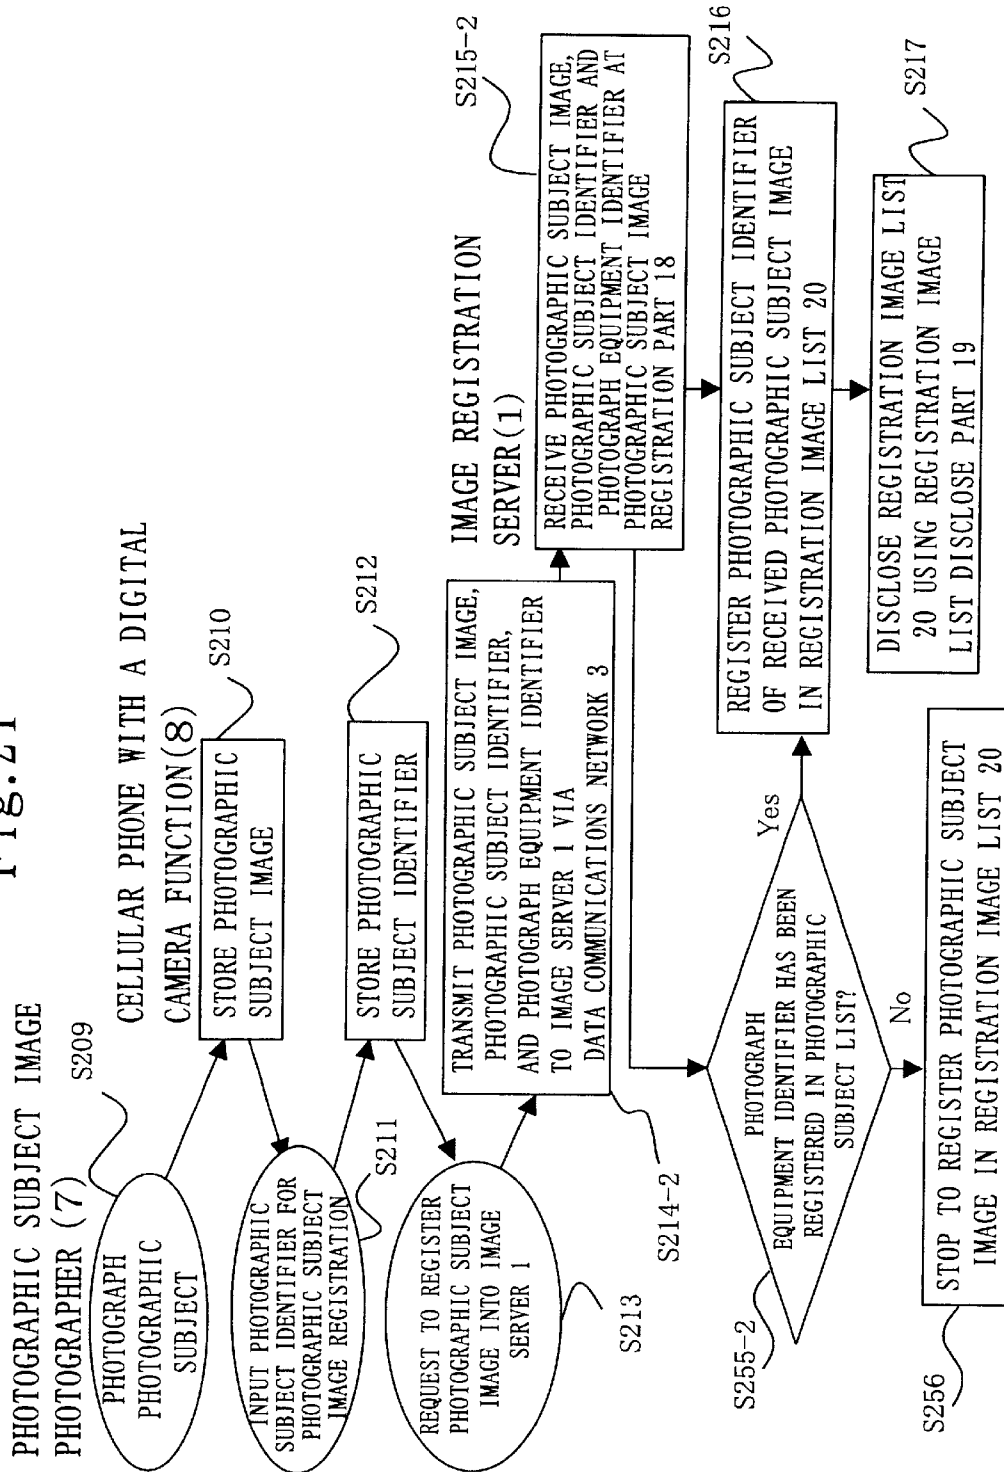 Fig.21
PHOTOGRAPHIC SUBJECT IMAGE
PHOTOGRAPHER (7)
CELLULAR PHONE WITH A DIGITAL
CAMERA FUNCTION(8)
IMAGE REGISTRATION
SERVER(1)
S209
PHOTOGRAPH
PHOTOGRAPHIC
SUBJECT
S210
STORE PHOTOGRAPHIC
SUBJECT IMAGE
INPUT PHOTOGRAPHIC
SUBJECT IDENTIFIER FOR
PHOTOGRAPHIC SUBJECT
IMAGE REGISTRATION
S211
S212
STORE PHOTOGRAPHIC
SUBJECT IDENTIFIER
REQUEST TO REGISTER
PHOTOGRAPHIC SUBJECT
IMAGE INTO IMAGE
SERVER 1
S213
TRANSMIT PHOTOGRAPHIC SUBJECT IMAGE,
PHOTOGRAPHIC SUBJECT IDENTIFIER,
AND PHOTOGRAPH EQUIPMENT IDENTIFIER
TO IMAGE SERVER 1 VIA
DATA COMMUNICATIONS NETWORK 3
S214-2
S215-2
RECEIVE PHOTOGRAPHIC SUBJECT IMAGE,
PHOTOGRAPHIC SUBJECT IDENTIFIER AND
PHOTOGRAPH EQUIPMENT IDENTIFIER AT
PHOTOGRAPHIC SUBJECT IMAGE
REGISTRATION PART 18
PHOTOGRAPH
EQUIPMENT IDENTIFIER HAS BEEN
REGISTERED IN PHOTOGRAPHIC
SUBJECT LIST?
S255-2
Yes
No
S216
REGISTER PHOTOGRAPHIC SUBJECT IDENTIFIER
OF RECEIVED PHOTOGRAPHIC SUBJECT IMAGE
IN REGISTRATION IMAGE LIST 20
S217
DISCLOSE REGISTRATION IMAGE LIST
20 USING REGISTRATION IMAGE
LIST DISCLOSE PART 19
S256
STOP TO REGISTER PHOTOGRAPHIC SUBJECT
IMAGE IN REGISTRATION IMAGE LIST 20